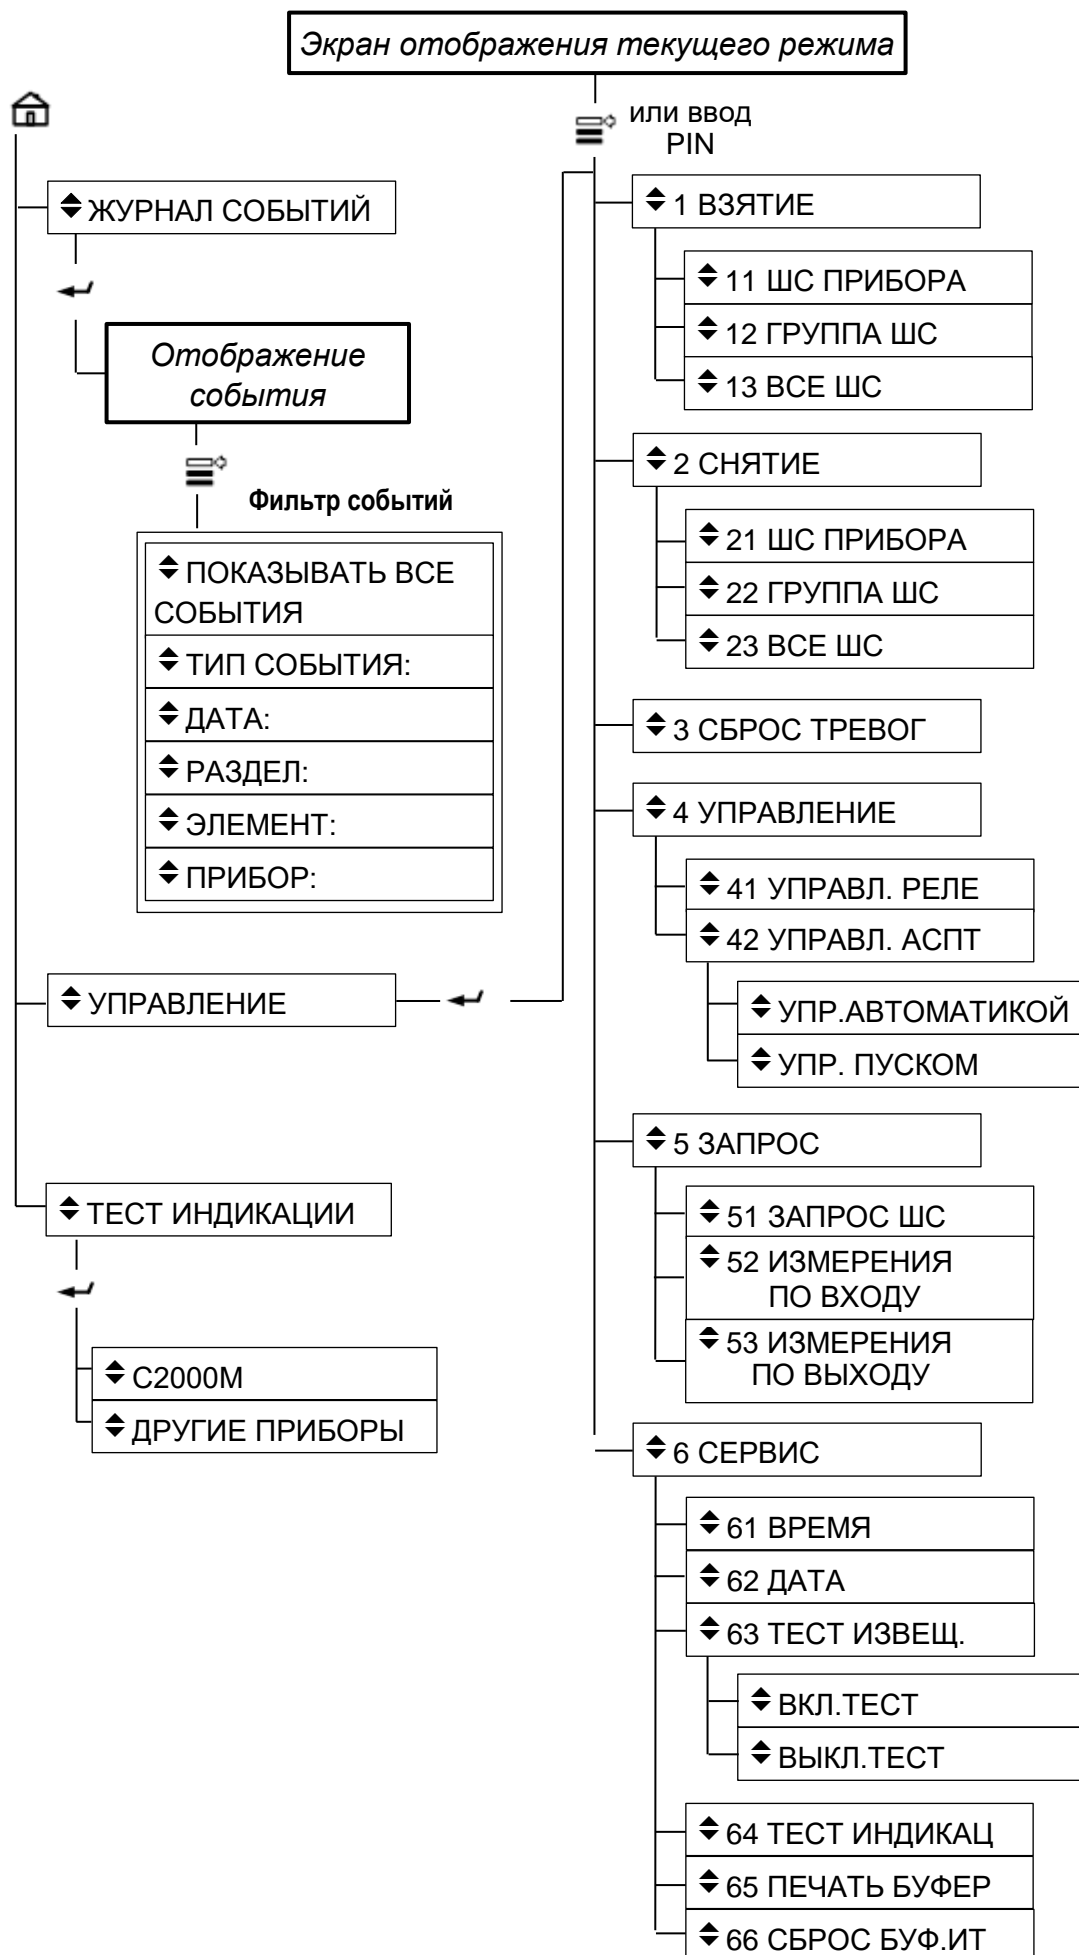 Экран отображения текущего режима
или ввод
PIN
ЖУРНАЛ СОБЫТИЙ
Отображение
события
Фильтр событий
ПОКАЗЫВАТЬ ВСЕ
СОБЫТИЯ
ТИП СОБЫТИЯ:
ДАТА:
РАЗДЕЛ:
ЭЛЕМЕНТ:
ПРИБОР:
УПРАВЛЕНИЕ
ТЕСТ ИНДИКАЦИИ
С2000М
ДРУГИЕ ПРИБОРЫ
1 ВЗЯТИЕ
11 ШС ПРИБОРА
12 ГРУППА ШС
13 ВСЕ ШС
2 СНЯТИЕ
21 ШС ПРИБОРА
22 ГРУППА ШС
23 ВСЕ ШС
3 СБРОС ТРЕВОГ
4 УПРАВЛЕНИЕ
41 УПРАВЛ. РЕЛЕ
42 УПРАВЛ. АСПТ
УПР.АВТОМАТИКОЙ
УПР. ПУСКОМ
5 ЗАПРОС
51 ЗАПРОС ШС
52 ИЗМЕРЕНИЯ
ПО ВХОДУ
53 ИЗМЕРЕНИЯ
ПО ВЫХОДУ
6 СЕРВИС
61 ВРЕМЯ
62 ДАТА
63 ТЕСТ ИЗВЕЩ.
ВКЛ.ТЕСТ
ВЫКЛ.ТЕСТ
64 ТЕСТ ИНДИКАЦ
65 ПЕЧАТЬ БУФЕР
66 СБРОС БУФ.ИТ